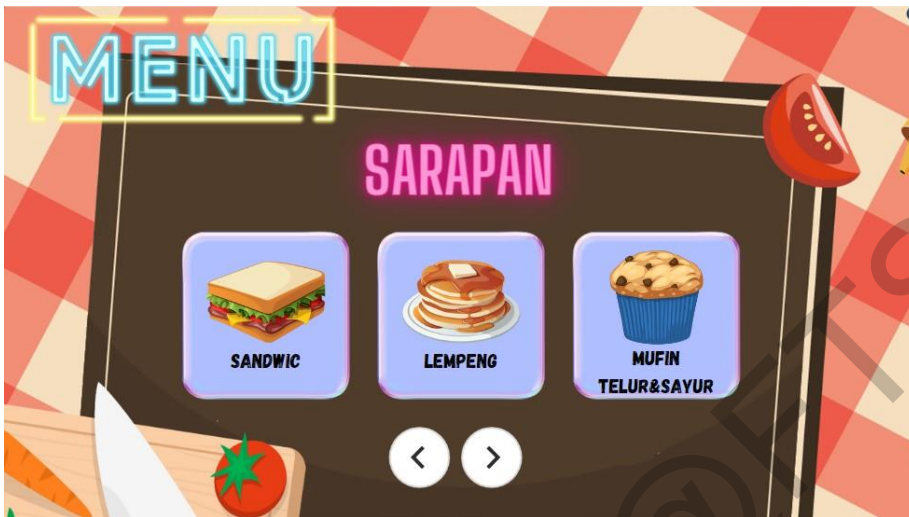 MENU
SARAPAN
SANDWIC
LEMPENG
MUFIN
TELUR&SAYUR